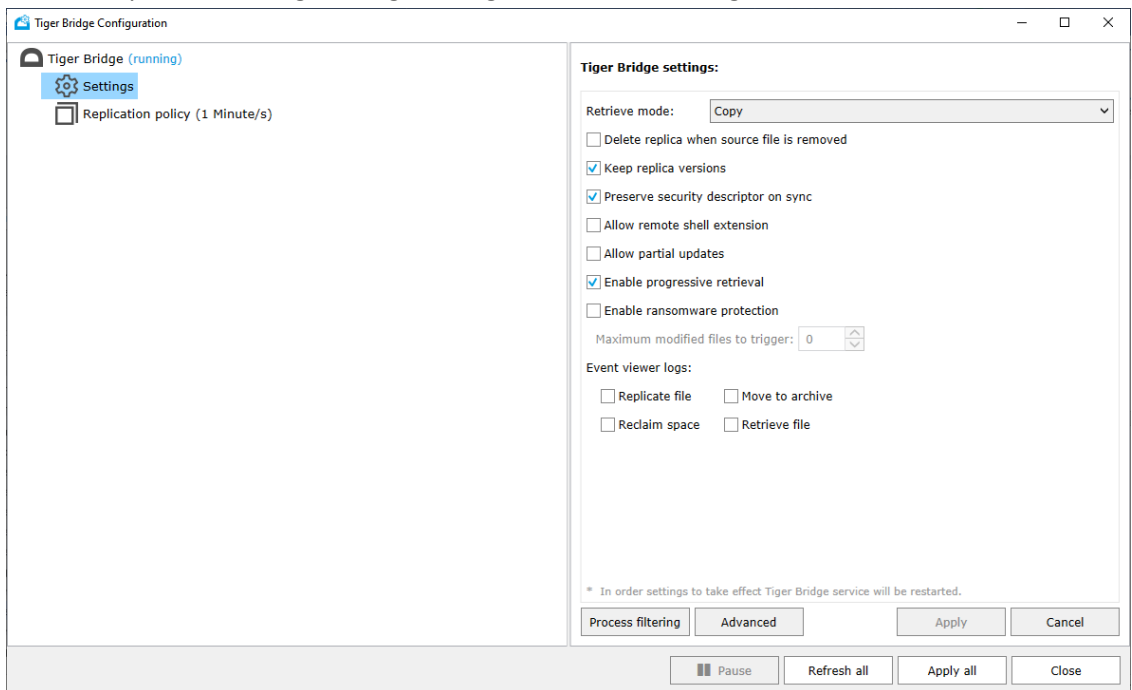 Tiger Bridge Configuration
Tiger Bridge (running)
Settings
Replication policy (1 Minute/s)
Tiger Bridge settings:
Retrieve mode: Copy
Delete replica when source file is removed
Keep replica versions
Preserve security descriptor on sync
Allow remote shell extension
Allow partial updates
Enable progressive retrieval
Enable ransomware protection
Maximum modified files to trigger: 0
Event viewer logs:
Replicate file Move to archive
Reclaim space Retrieve file
* In order settings to take effect Tiger Bridge service will be restarted.
Process filtering Advanced Apply Cancel
Pause Refresh all Apply all Close